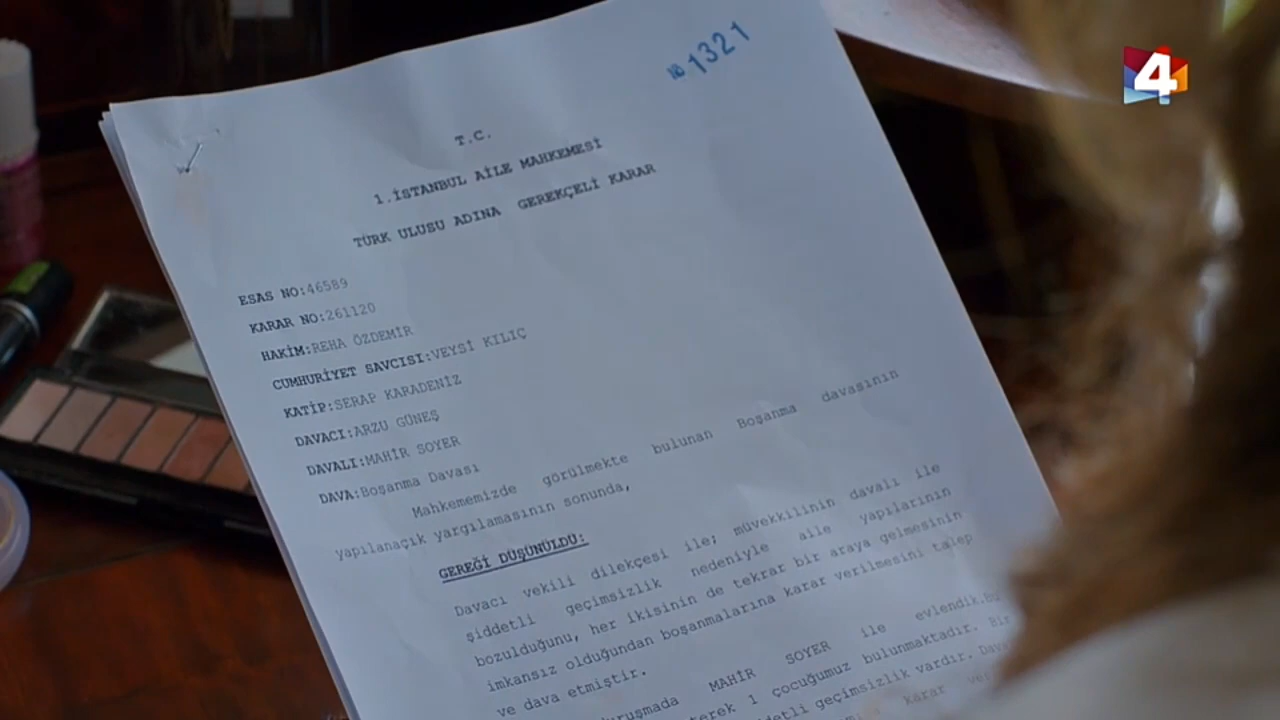 № 1321
T.C.
1.İSTANBUL AİLE MAHKEMESİ
TÜRK ULUSU ADINA GEREKÇELİ KARAR
ESAS NO:46589
KARAR NO:261120
HAKİM:REHA ÖZDEMİR
CUMHURİYET SAVCISI:VEYSİ KILIÇ
KATİP:SERAP KARADENİZ
DAVACI:ARZU GÜNEŞ
DAVALI:MAHİR SOYER
DAVA:Boşanma Davası
Mahkememizde görülmekte bulunan Boşanma davasının
yapılanaçık yargılamasının sonunda,
GEREĞİ DÜŞÜNÜLDÜ:
Davacı vekili dilekçesi ile; müvekkilinin davalı ile
şiddetli geçimsizlik nedeniyle aile yapılarının
bozulduğunu, her ikisinin de tekrar bir araya gelmesinin
imkansız olduğundan boşanmalarına karar verilmesini talep
ve dava etmiştir.
MAHİR SOYER ile evlendik.
1 çocuğumuz bulunmaktadır. Bir
geçimsizlik vardır.
karar
4